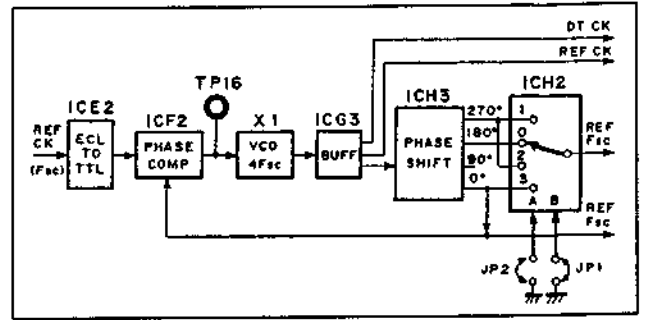 DT CK
REF CK
TP16
ICH2
ICE2
ICF2
X1
ICG3
ICH3
REF
CK
(Fsc)
ECL
TO
TTL
PHASE
COMP
VCO
4Fsc
BUFF
PHASE
SHIFT
270°
180°
90°
0°
1
0
2
3
A B
REF
Fsc
REF
Fsc
JP2
JP1